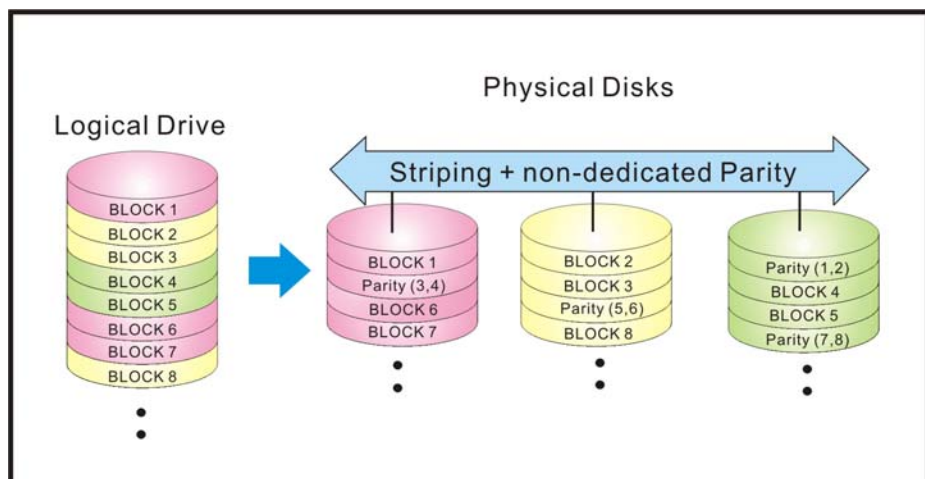 Physical Disks
Logical Drive
Striping + non-dedicated Parity
BLOCK 1
BLOCK 2
BLOCK 3
BLOCK 4
BLOCK 5
BLOCK 6
BLOCK 7
BLOCK 8
BLOCK 1
Parity (3,4)
BLOCK 6
BLOCK 7
BLOCK 2
BLOCK 3
Parity (5,6)
BLOCK 8
Parity (1,2)
BLOCK 4
BLOCK 5
Parity (7,8)